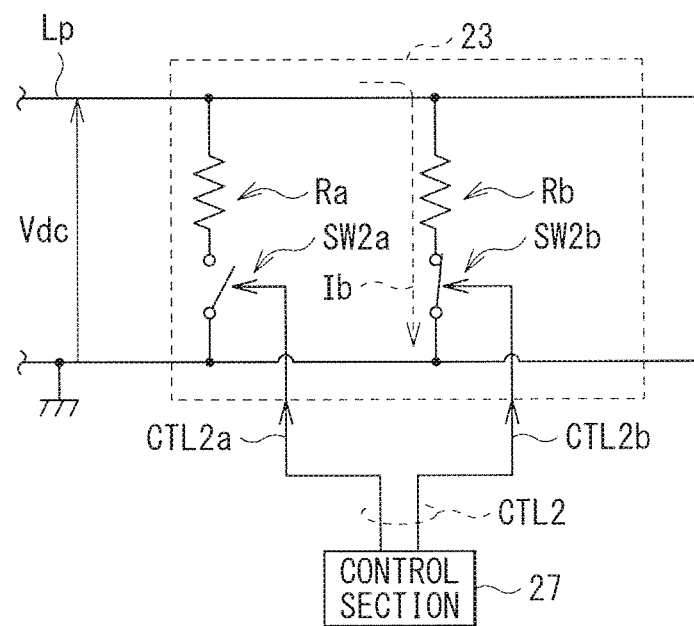 Lp
23
Ra
Rb
Vdc
SW2a
SW2b
Ib
CTL2a
CTL2b
CTL2
CONTROL
SECTION
27